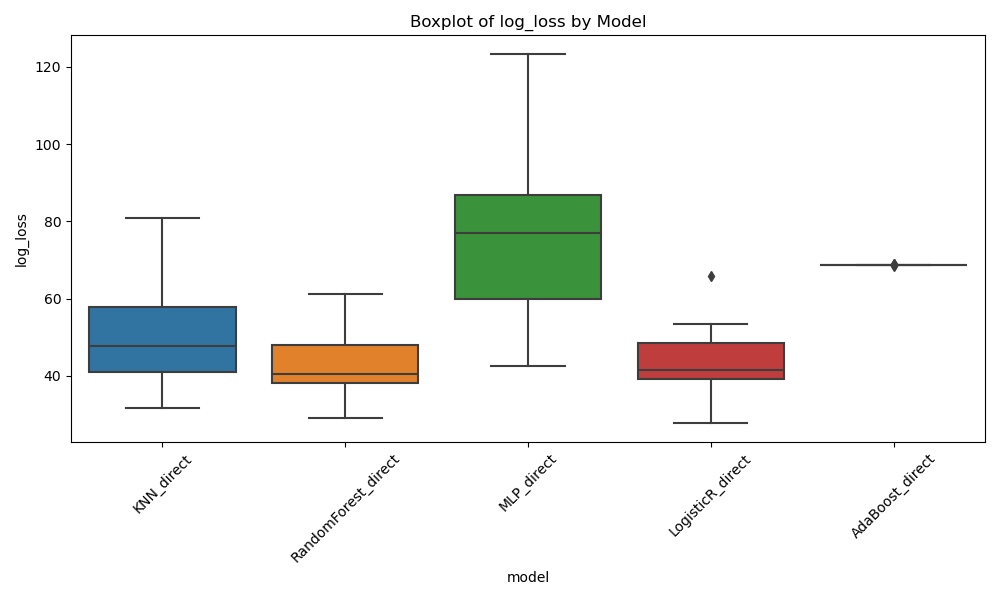 Boxplot of log_loss by Model
120
100
80
60
40
log_loss
KNN_direct
RandomForest_direct
MLP_direct
LogisticR_direct
AdaBoost_direct
model